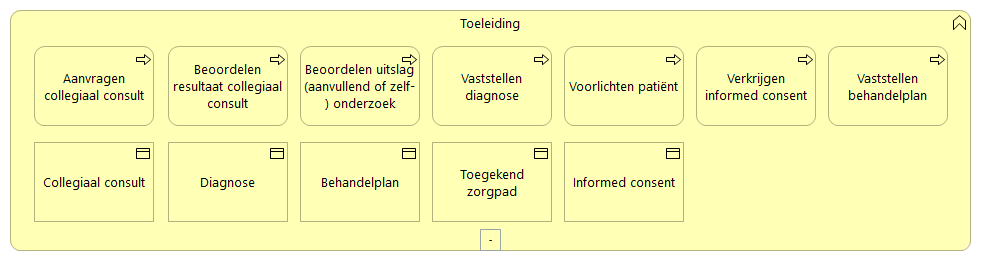 Toeleiding
Aanvragen
collegiaal consult
Beoordelen
resultaat collegiaal
consult
Beoordelen uitslag
(aanvullend of zelf-
) onderzoek
Vaststellen
diagnose
Voorlichten patiënt
Verkrijgen
informed consent
Vaststellen
behandelplan
Collegiaal consult
Diagnose
Behandelplan
Toegekend
zorgpad
Informed consent
-